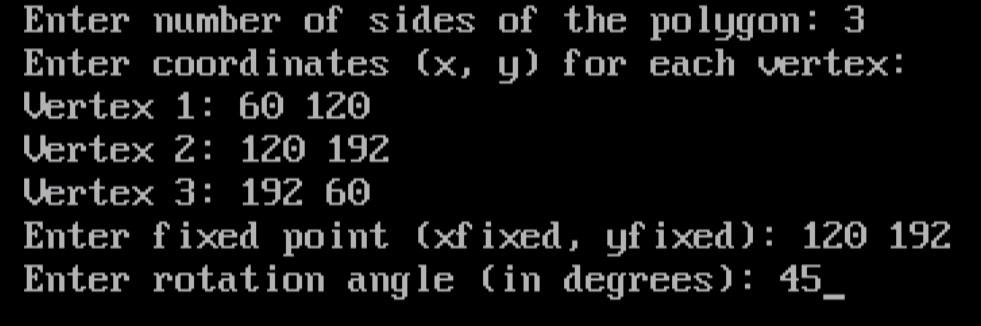 Enter number of sides of the polygon: 3
Enter coordinates (x, y) for each vertex:
Vertex 1: 60 120
Vertex 2: 120 192
Vertex 3: 192 60
Enter fixed point (xfixed, yfixed): 120 192
Enter rotation angle (in degrees): 45_